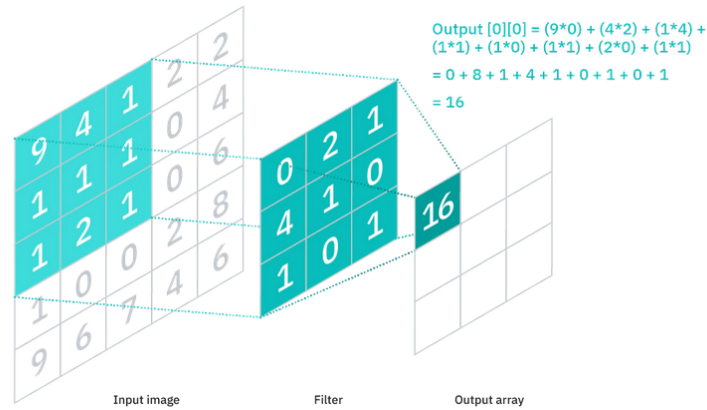 Output [0][0] = (9*0) + (4*2) + (1*4) +
(1*1) + (1*0) + (1*1) + (2*0) + (1*1)
= 0 + 8 + 1 + 4 + 1 + 0 + 1 + 0 + 1
= 16
9 4 1 2 2
1 1 1 0 4
1 2 1 0 6
1 0 0 2 8
9 6 7 4 6
0 2 1
4 1 0
1 0 1
16
Input image
Filter
Output array